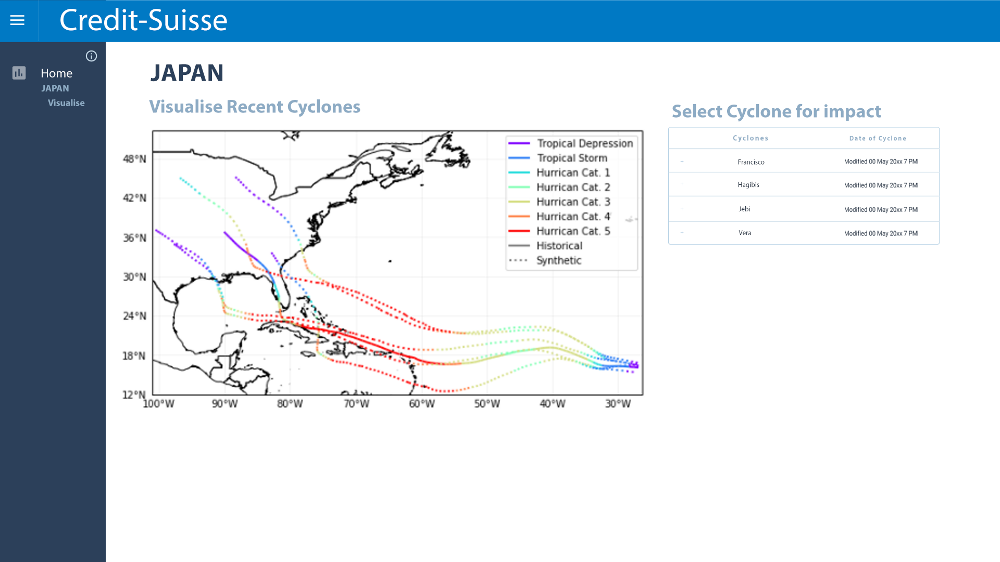 Credit-Suisse
Home
JAPAN
Visualise
JAPAN
Visualise Recent Cyclones
48°N
42°N
36°N
30°N
24°N
18°N
12°N
100°W 90°W 80°W 70°W 60°W 50°W 40°W 30°W
Tropical Depression
Tropical Storm
Hurrican Cat. 1
Hurrican Cat. 2
Hurrican Cat. 3
Hurrican Cat. 4
Hurrican Cat. 5
Historical
Synthetic
Select Cyclone for impact
Cyclones Date of Cyclone
+ Francisco Modified 00 May 20xx 7 PM
+ Hagibis Modified 00 May 20xx 7 PM
+ Jebi Modified 00 May 20xx 7 PM
+ Vera Modified 00 May 20xx 7 PM